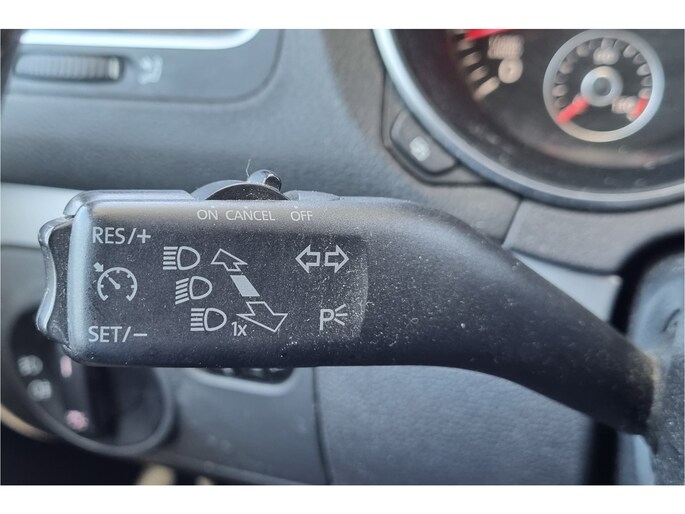 ON CANCEL OFF
RES/+
SET/-
1x
P